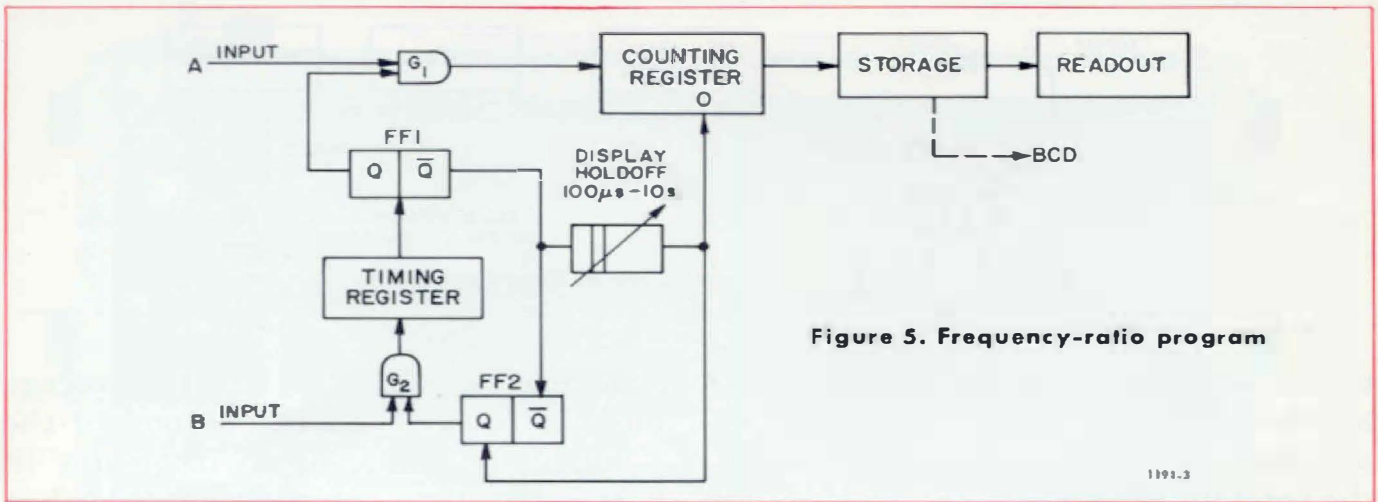 A INPUT
G1
COUNTING
REGISTER
O
STORAGE
READOUT
BCD
FF1
Q Q̅
DISPLAY
HOLDOFF
100μs-10s
TIMING
REGISTER
G2
FF2
Q Q̅
B INPUT
Figure 5. Frequency-ratio program
1191-3